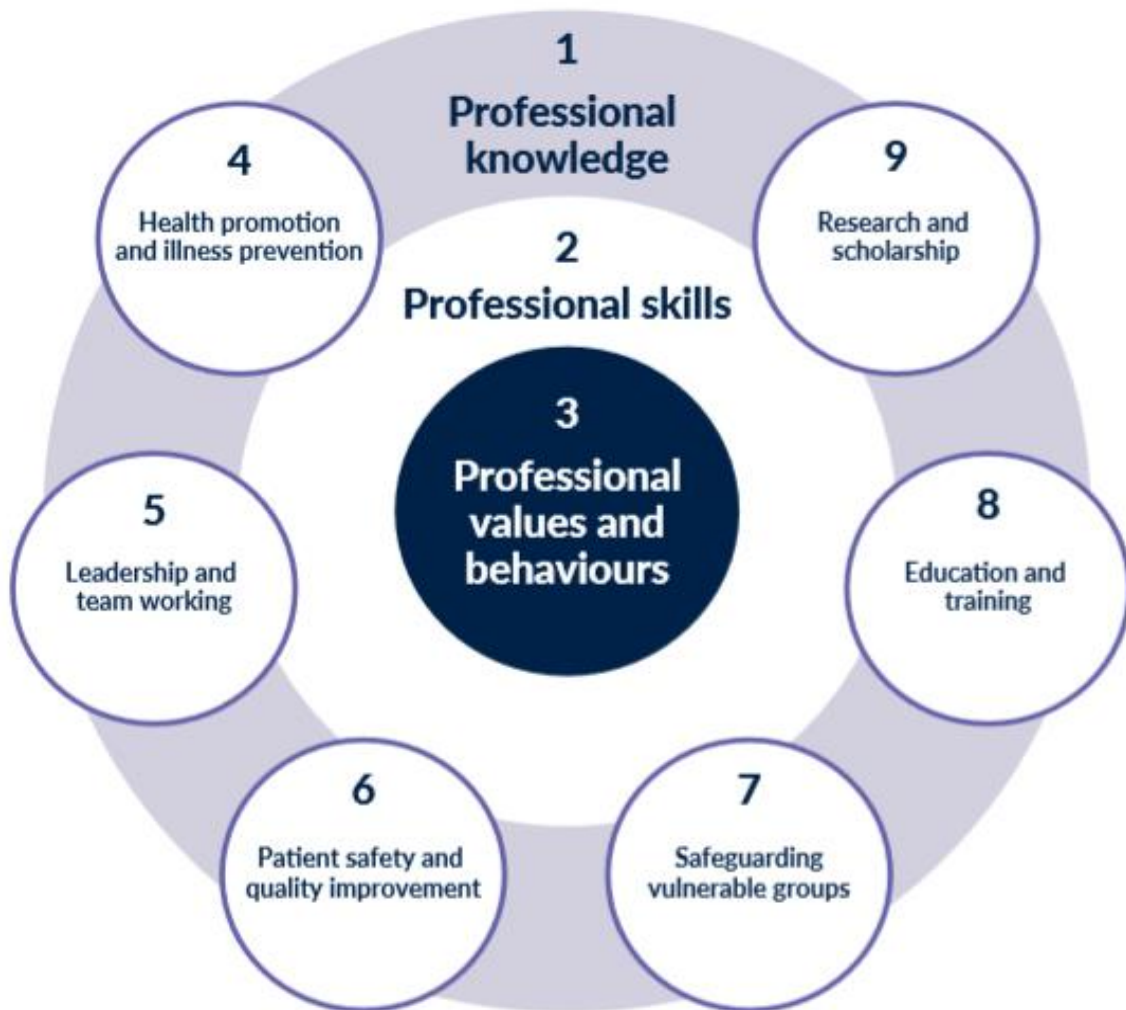 1
Professional
knowledge
2
Professional skills
3
Professional
values and
behaviours
4
Health promotion
and illness prevention
5
Leadership and
team working
6
Patient safety and
quality improvement
7
Safeguarding
vulnerable groups
8
Education and
training
9
Research and
scholarship